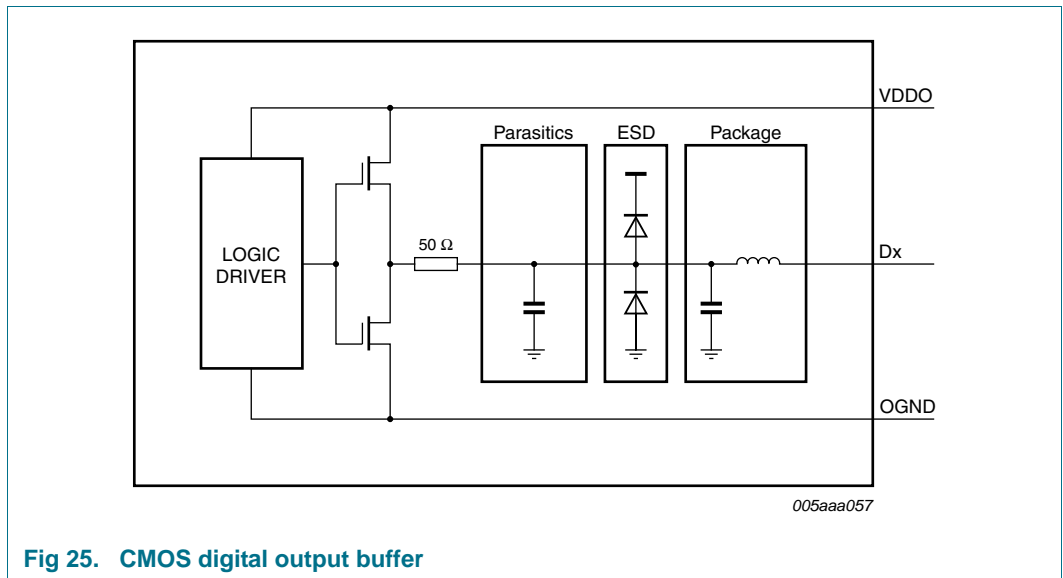 VDDO
Parasitics
ESD
Package
LOGIC
DRIVER
50 Ω
Dx
OGND
005aaa057
Fig 25. CMOS digital output buffer